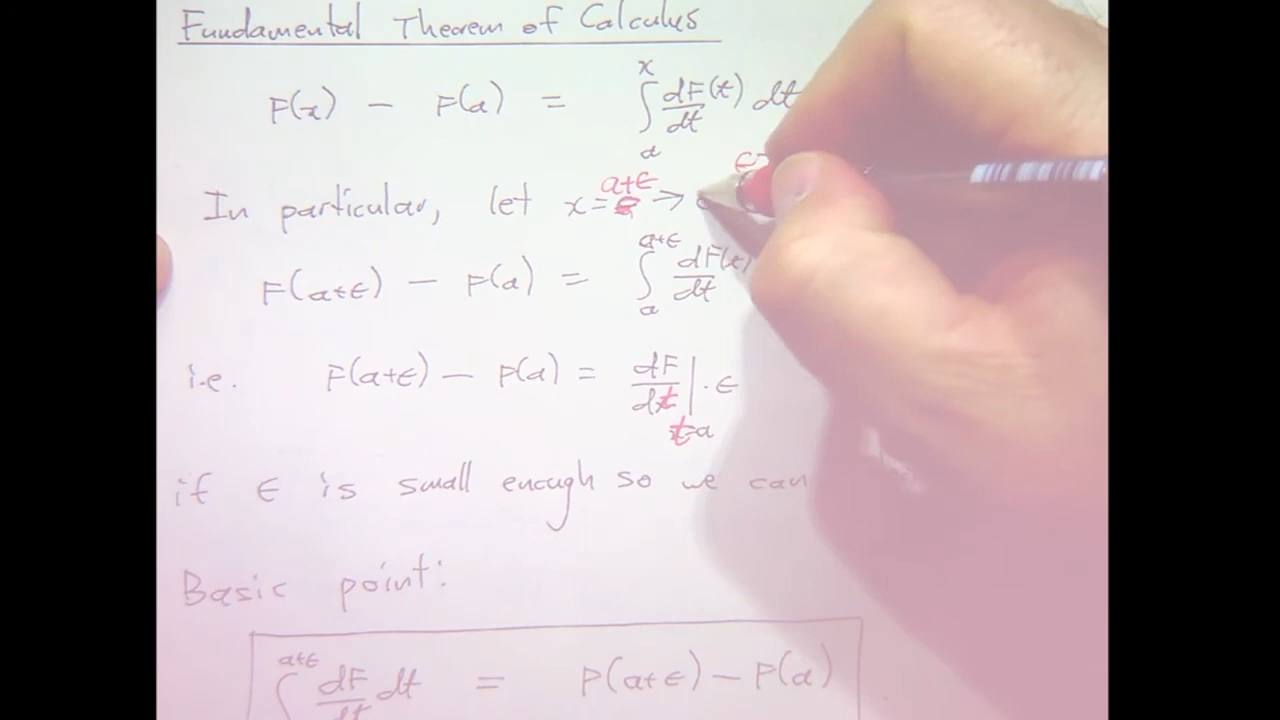 Fundamental Theorem of Calculus
F(x) − F(a) = ∫_a^x dF(t)/dt dt
In particular, let x = a+ϵ →
F(a+ϵ) − F(a) = ∫_a^{a+ϵ} dF(t)/dt
i.e. F(a+ϵ) − F(a) = dF/dt |_{t=a} · ϵ
if ϵ is small enough so we can
Basic point:
∫^{a+ϵ} dF/dt dt = F(a+ϵ) − F(a)